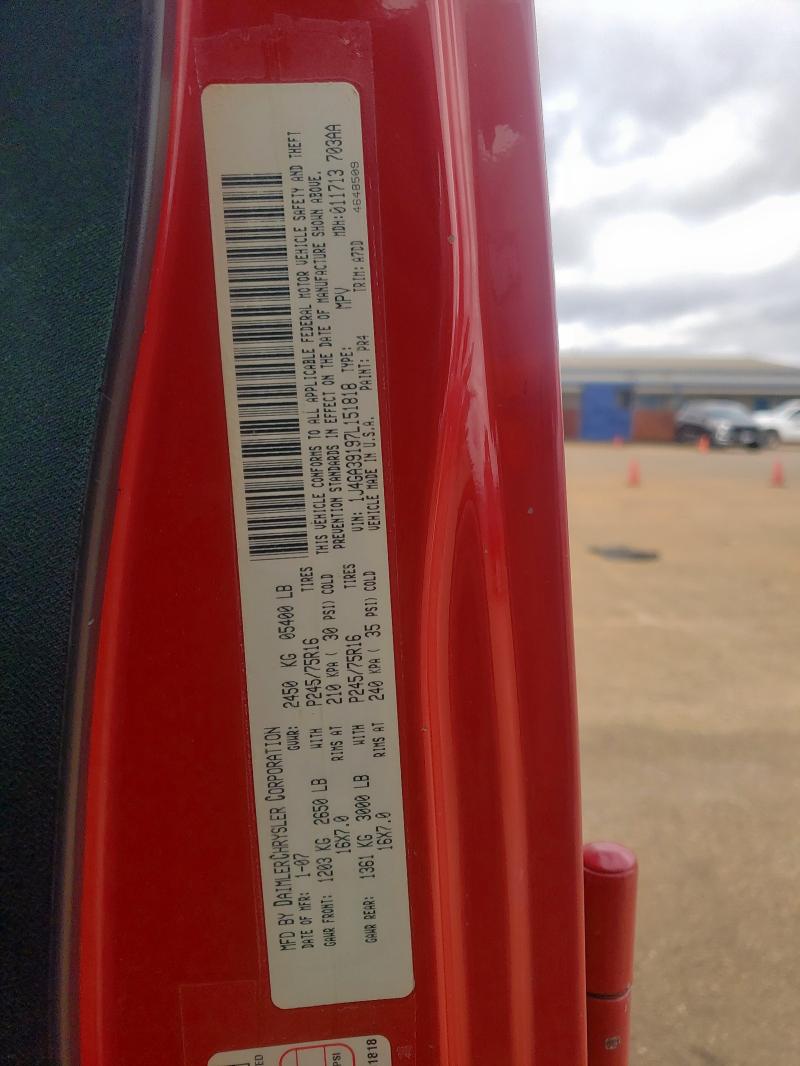 MFD BY DAIMLERCHRYSLER CORPORATION
DATE OF MFR: 1-07 GVWR: 2450 KG 05400 LB
GAWR FRONT: 1203 KG 2650 LB WITH P245/75R16 TIRES
16X7.0 RIMS AT 210 KPA ( 30 PSI) COLD
GAWR REAR: 1361 KG 3000 LB WITH P245/75R16 TIRES
16X7.0 RIMS AT 240 KPA ( 35 PSI) COLD
THIS VEHICLE CONFORMS TO ALL APPLICABLE FEDERAL MOTOR VEHICLE SAFETY AND THEFT
PREVENTION STANDARDS IN EFFECT ON THE DATE OF MANUFACTURE SHOWN ABOVE.
VIN: 1J4GA39197L151818 TYPE: MPV MDH:011713 703AA
VEHICLE MADE IN U.S.A. PAINT: PR4 TRIM: A7DD 4648509
PSI
1818